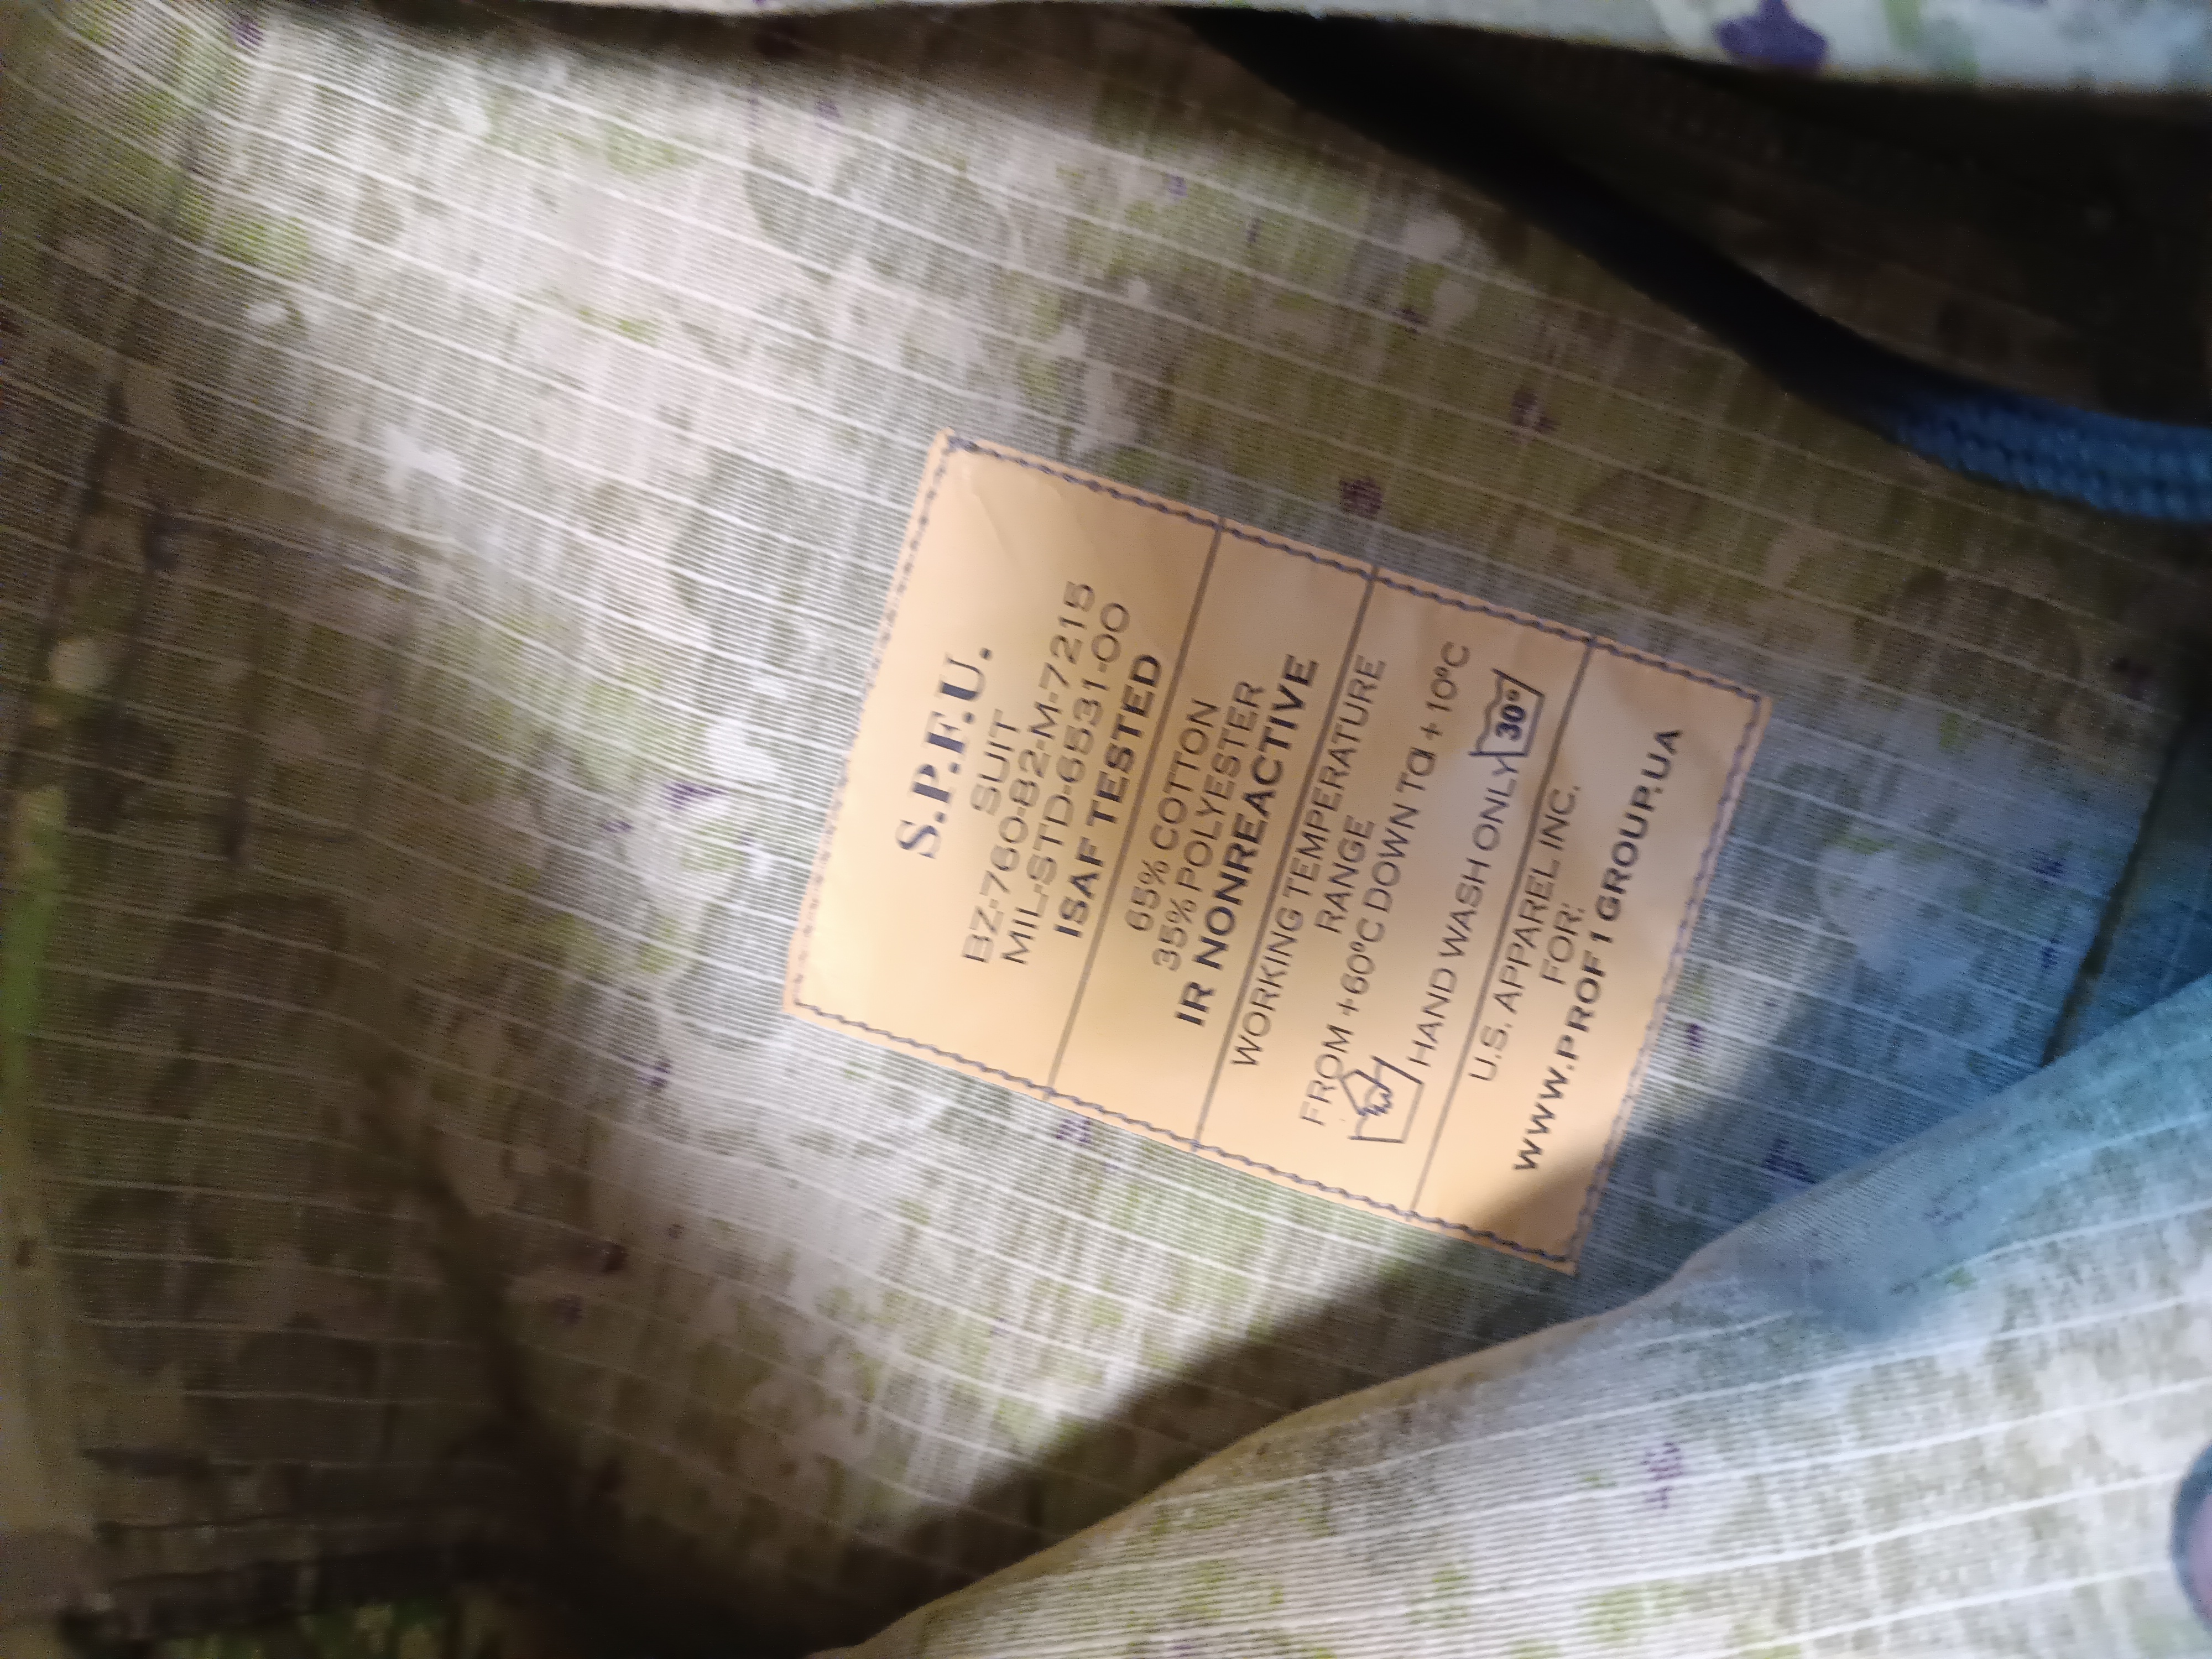 S.P.F.U.
SUIT
BZ-760-82-M-7215
MIL-STD-6531-00
ISAF TESTED
65% COTTON
35% POLYESTER
IR NONREACTIVE
WORKING TEMPERATURE
RANGE
FROM +60°C DOWN Ta +10°C
HAND WASH ONLY 30°
U.S. APPAREL INC.
FOR:
WWW.PROF1GROUP.UA